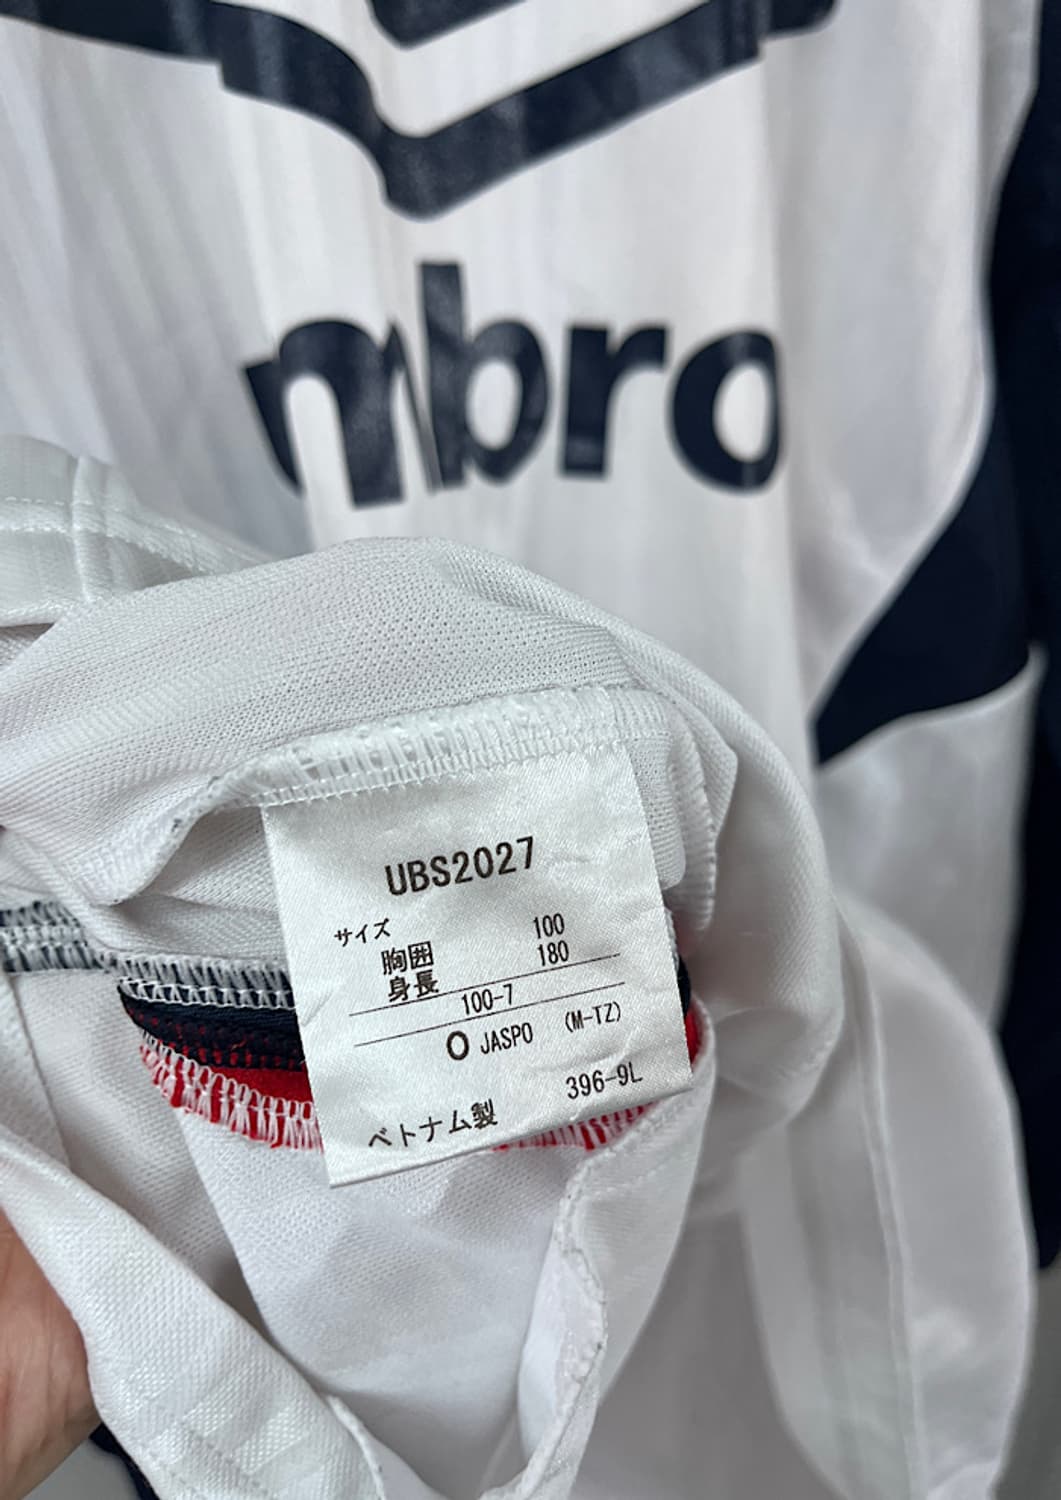 mbro
UBS2027
サイズ
胸囲 100
身長 180
100-7
O JASPO (M-TZ)
396-9L
ベトナム製